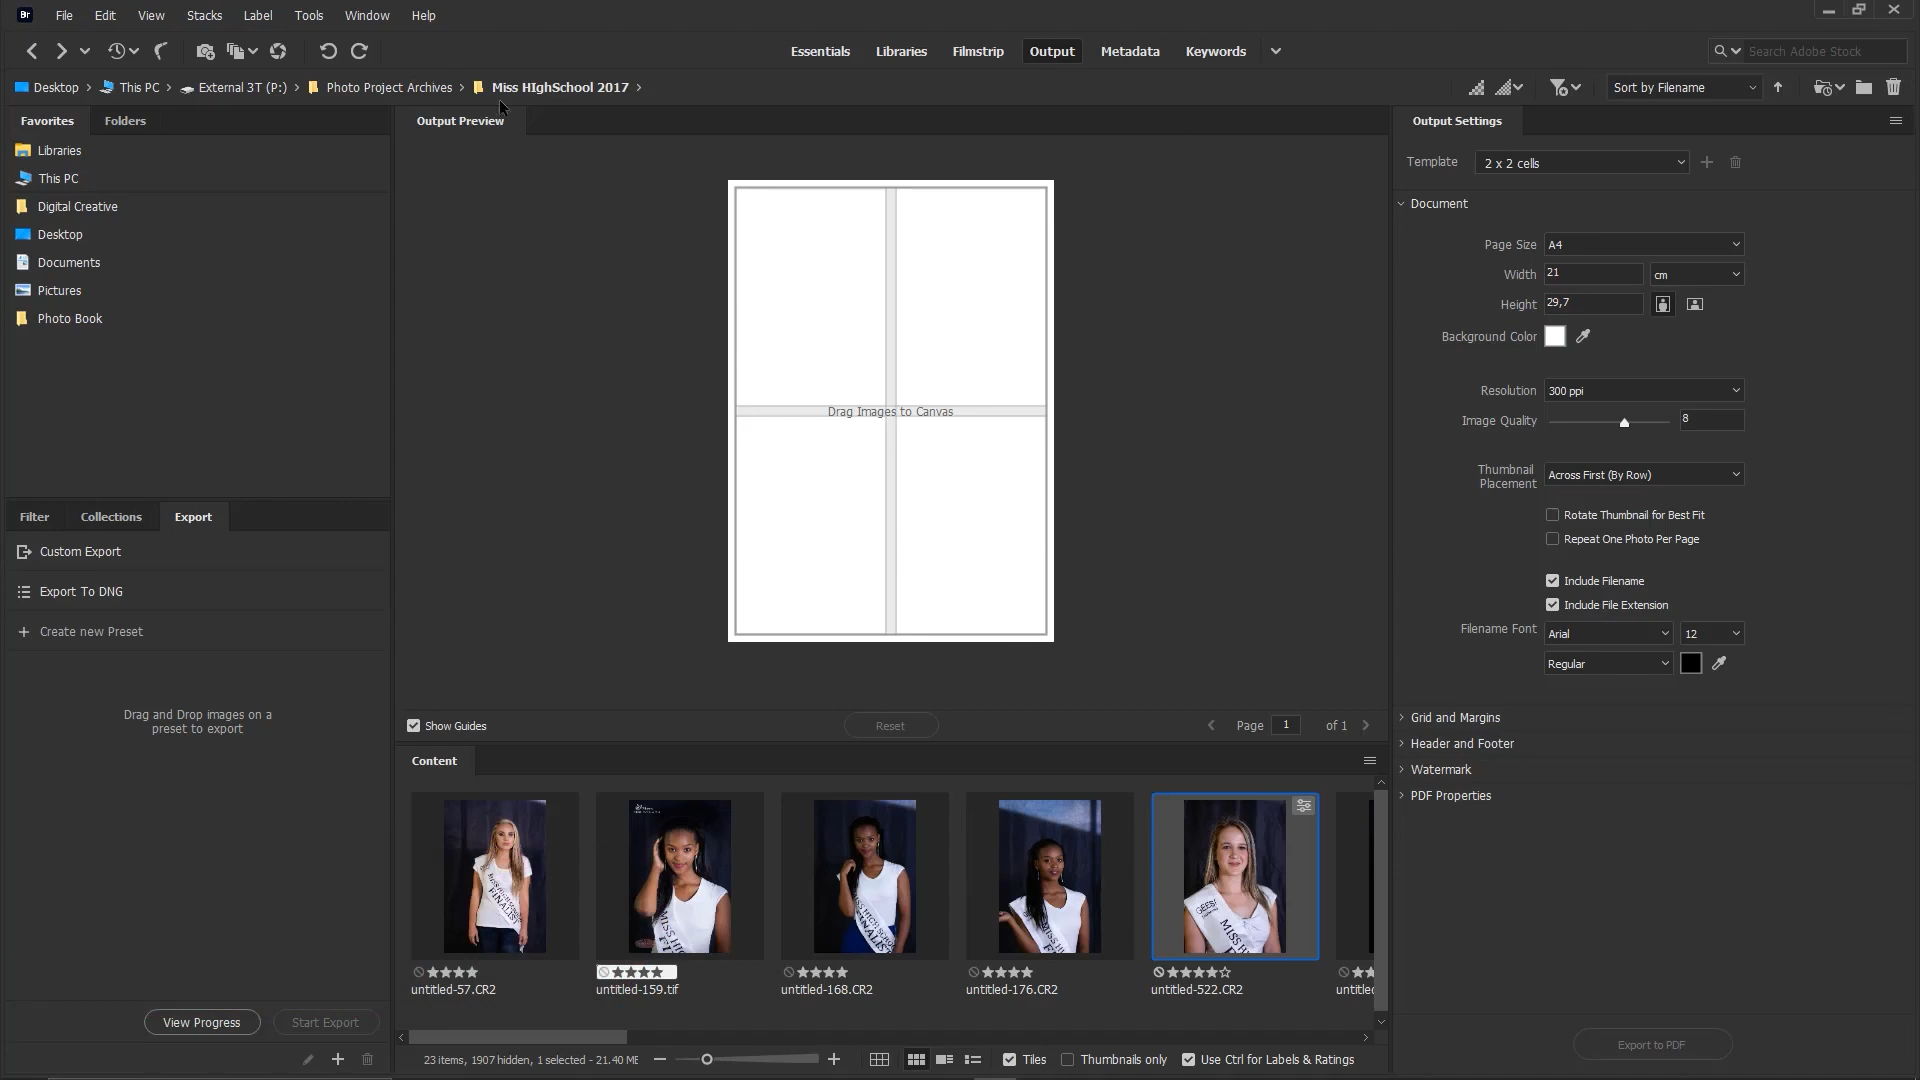 Br File Edit View Stacks Label Tools Window Help
Essentials Libraries Filmstrip Output Metadata Keywords
Search Adobe Stock
Desktop This PC External 3T (P:) Photo Project Archives Miss HIghSchool 2017
Sort by Filename
Favorites Folders
Libraries
This PC
Digital Creative
Desktop
Documents
Pictures
Photo Book
Filter Collections Export
Custom Export
Export To DNG
Create new Preset
Drag and Drop images on a
preset to export
View Progress Start Export
Output Preview
Drag Images to Canvas
Show Guides Reset Page 1 of 1
Content
untitled-57.CR2
untitled-159.tif
untitled-168.CR2
untitled-176.CR2
untitled-522.CR2
23 items, 1907 hidden, 1 selected - 21.40 ME
Tiles Thumbnails only Use Ctrl for Labels & Ratings
Output Settings
Template 2 x 2 cells
Document
Page Size A4
Width 21 cm
Height 29,7
Background Color
Resolution 300 ppi
Image Quality 8
Thumbnail
Placement
Across First (By Row)
Rotate Thumbnail for Best Fit
Repeat One Photo Per Page
Include Filename
Include File Extension
Filename Font Arial 12
Regular
Grid and Margins
Header and Footer
Watermark
PDF Properties
Export to PDF